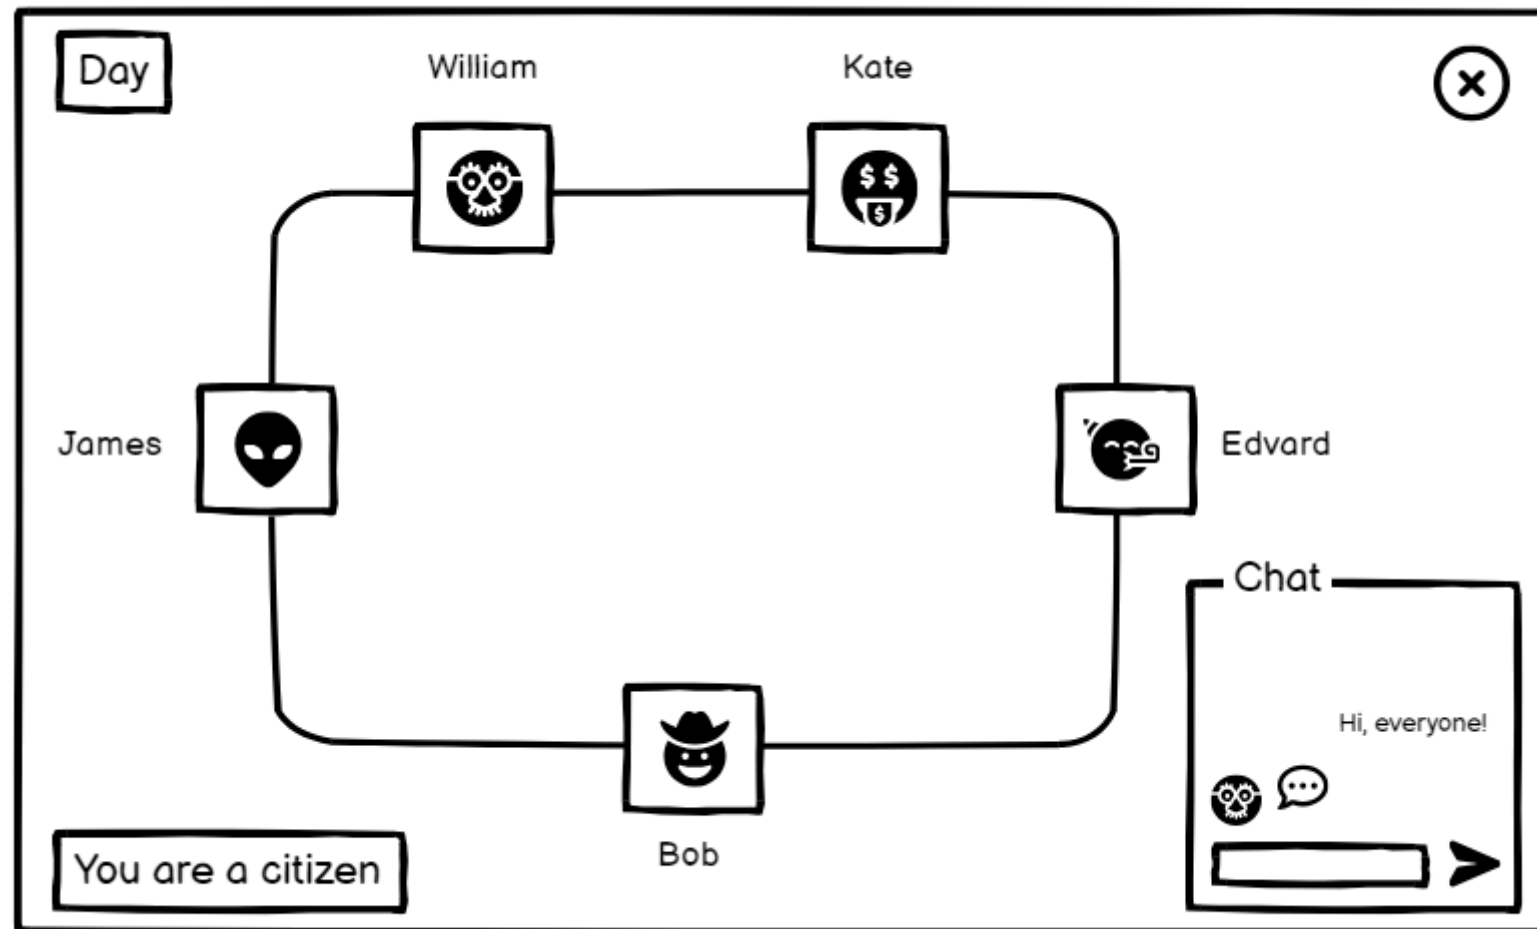 Day
William
Kate
$ $
$
James
Edvard
Chat
Hi, everyone!
Bob
You are a citizen